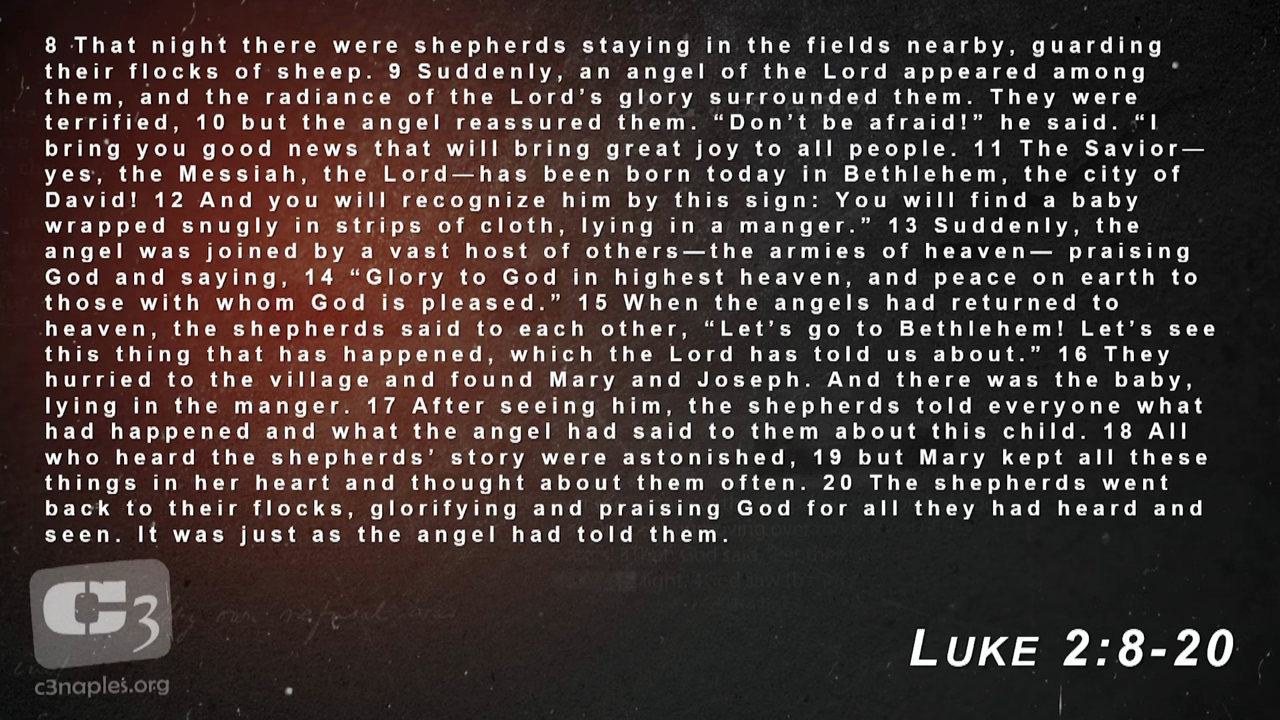 8 That night there were shepherds staying in the fields nearby, guarding
their flocks of sheep. 9 Suddenly, an angel of the Lord appeared among
them, and the radiance of the Lord’s glory surrounded them. They were
terrified, 10 but the angel reassured them. “Don’t be afraid!” he said. “I
bring you good news that will bring great joy to all people. 11 The Savior—
yes, the Messiah, the Lord—has been born today in Bethlehem, the city of
David! 12 And you will recognize him by this sign: You will find a baby
wrapped snugly in strips of cloth, lying in a manger.” 13 Suddenly, the
angel was joined by a vast host of others—the armies of heaven— praising
God and saying, 14 “Glory to God in highest heaven, and peace on earth to
those with whom God is pleased.” 15 When the angels had returned to
heaven, the shepherds said to each other, “Let’s go to Bethlehem! Let’s see
this thing that has happened, which the Lord has told us about.” 16 They
hurried to the village and found Mary and Joseph. And there was the baby,
lying in the manger. 17 After seeing him, the shepherds told everyone what
had happened and what the angel had said to them about this child. 18 All
who heard the shepherds’ story were astonished, 19 but Mary kept all these
things in her heart and thought about them often. 20 The shepherds went
back to their flocks, glorifying and praising God for all they had heard and
seen. It was just as the angel had told them.
C3
c3naples.org
LUKE 2:8-20